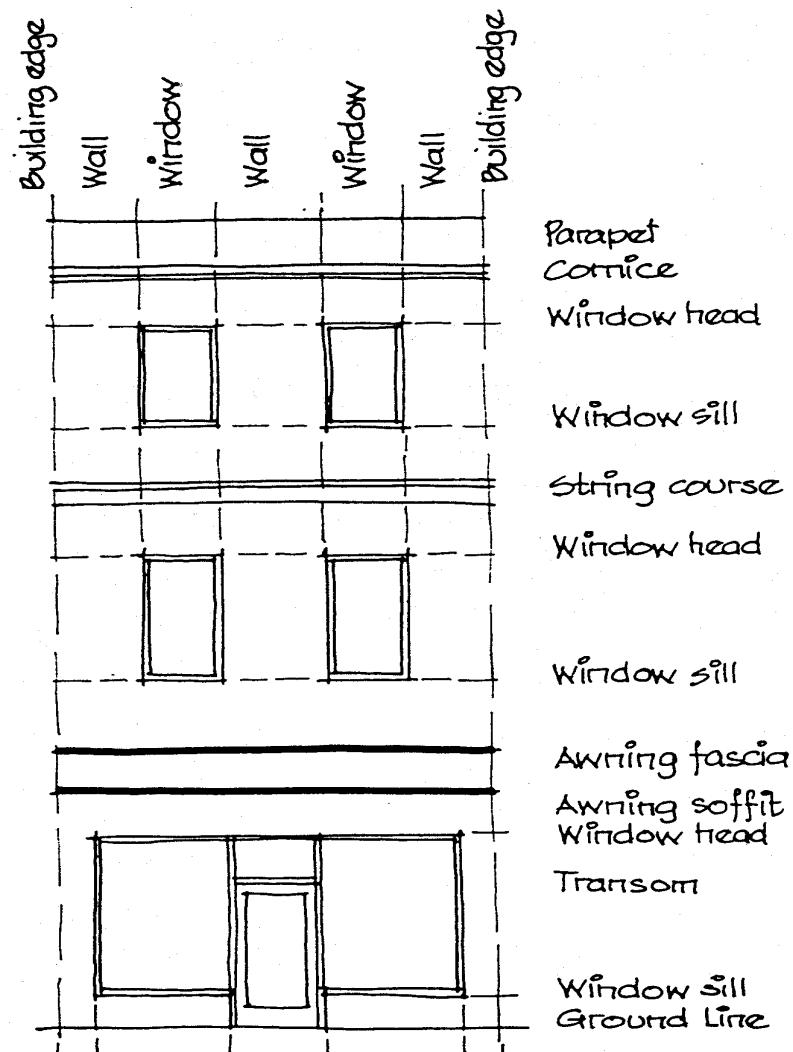 Building edge
Wall
Window
Wall
Window
Wall
Building edge
Parapet
Cornice
Window head
Window sill
String course
Window head
Window sill
Awning fascia
Awning soffit
Window head
Transom
Window sill
Ground Line